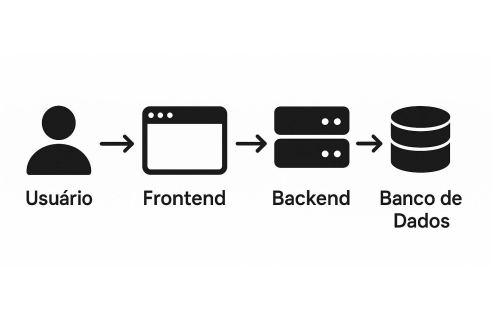 Usuário
Frontend
Backend
Banco de
Dados